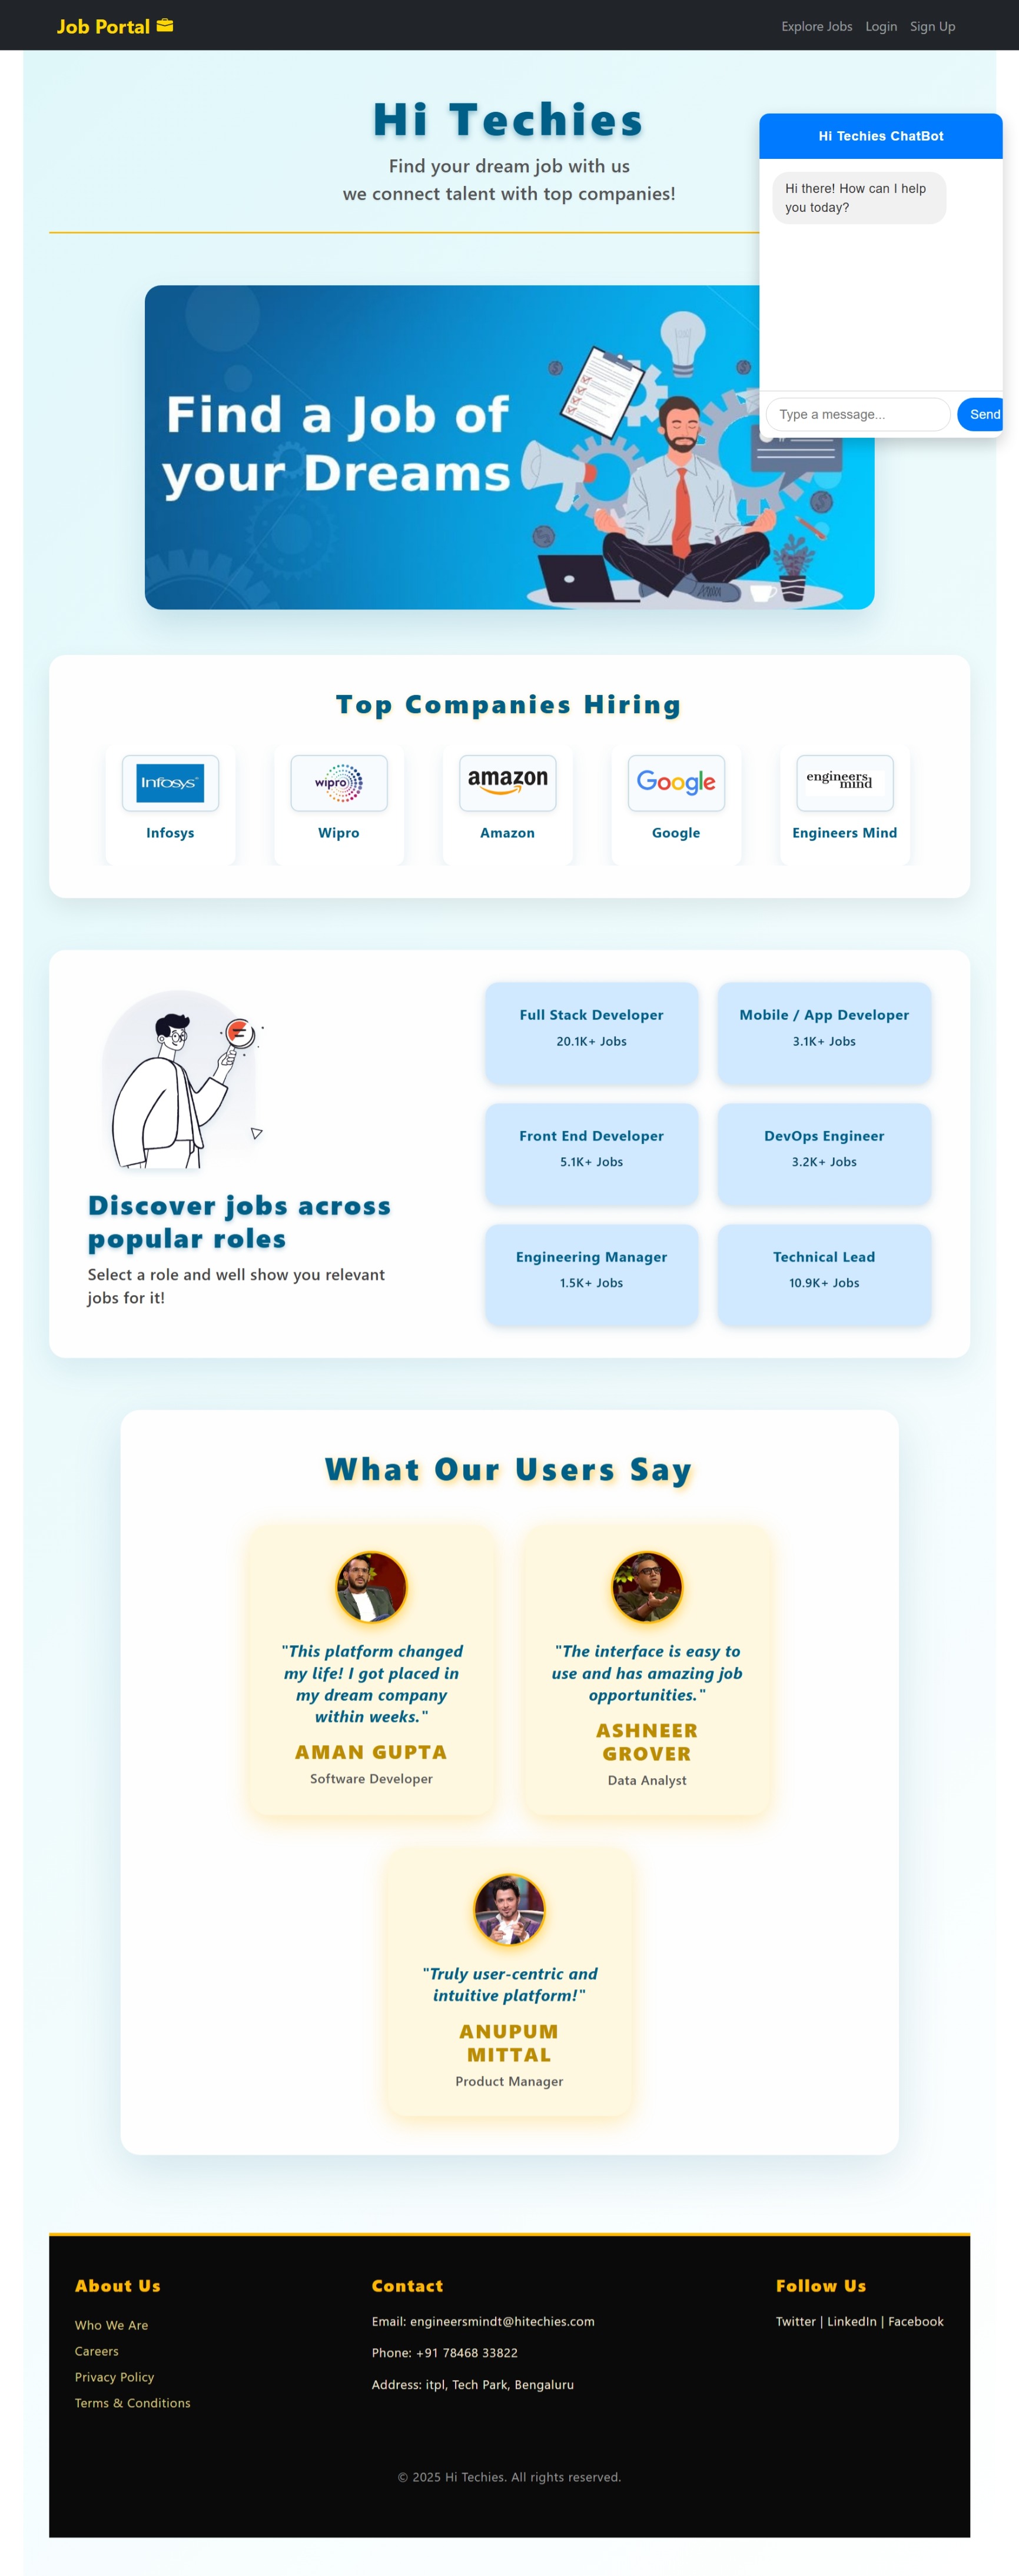 Job Portal
Explore Jobs Login Sign Up
Hi Techies
Find your dream job with us
we connect talent with top companies!
Hi Techies ChatBot
Hi there! How can I help
you today?
Type a message...
Send
Find a Job of
your Dreams
Top Companies Hiring
Infosys
wipro
amazon
Google
engineers
mind
Infosys
Wipro
Amazon
Google
Engineers Mind
Discover jobs across
popular roles
Select a role and well show you relevant
jobs for it!
Full Stack Developer
20.1K+ Jobs
Mobile / App Developer
3.1K+ Jobs
Front End Developer
5.1K+ Jobs
DevOps Engineer
3.2K+ Jobs
Engineering Manager
1.5K+ Jobs
Technical Lead
10.9K+ Jobs
What Our Users Say
"This platform changed
my life! I got placed in
my dream company
within weeks."
AMAN GUPTA
Software Developer
"The interface is easy to
use and has amazing job
opportunities."
ASHNEER
GROVER
Data Analyst
"Truly user-centric and
intuitive platform!"
ANUPUM
MITTAL
Product Manager
About Us
Who We Are
Careers
Privacy Policy
Terms & Conditions
Contact
Email: engineersmindt@hitechies.com
Phone: +91 78468 33822
Address: itpl, Tech Park, Bengaluru
Follow Us
Twitter | LinkedIn | Facebook
© 2025 Hi Techies. All rights reserved.